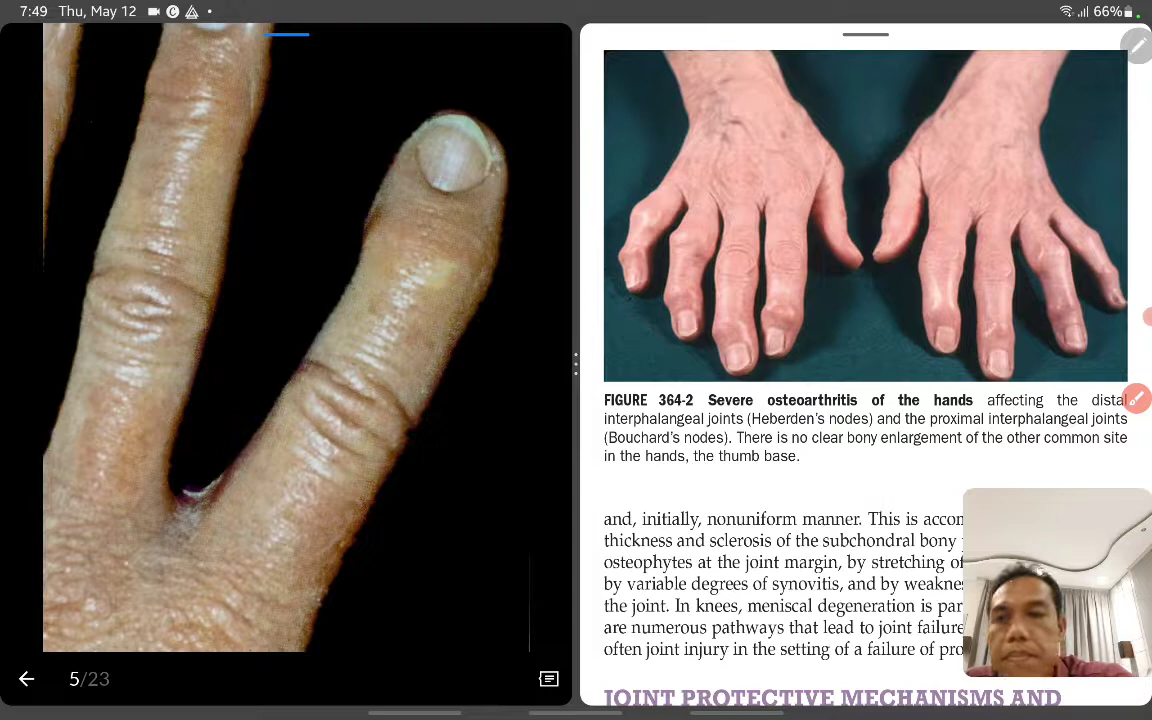 7:49 Thu, May 12
66%
5/23
FIGURE 364-2 Severe osteoarthritis of the hands affecting the distal
interphalangeal joints (Heberden's nodes) and the proximal interphalangeal joints
(Bouchard's nodes). There is no clear bony enlargement of the other common site
in the hands, the thumb base.
and, initially, nonuniform manner. This is
thickness and sclerosis of the subchondral bony
osteophytes at the joint margin, by stretching
by variable degrees of synovitis, and by
the joint. In knees, meniscal degeneration is
are numerous pathways that lead to joint
often joint injury in the setting of a failure of
JOINT PROTECTIVE MECHANISMS AND